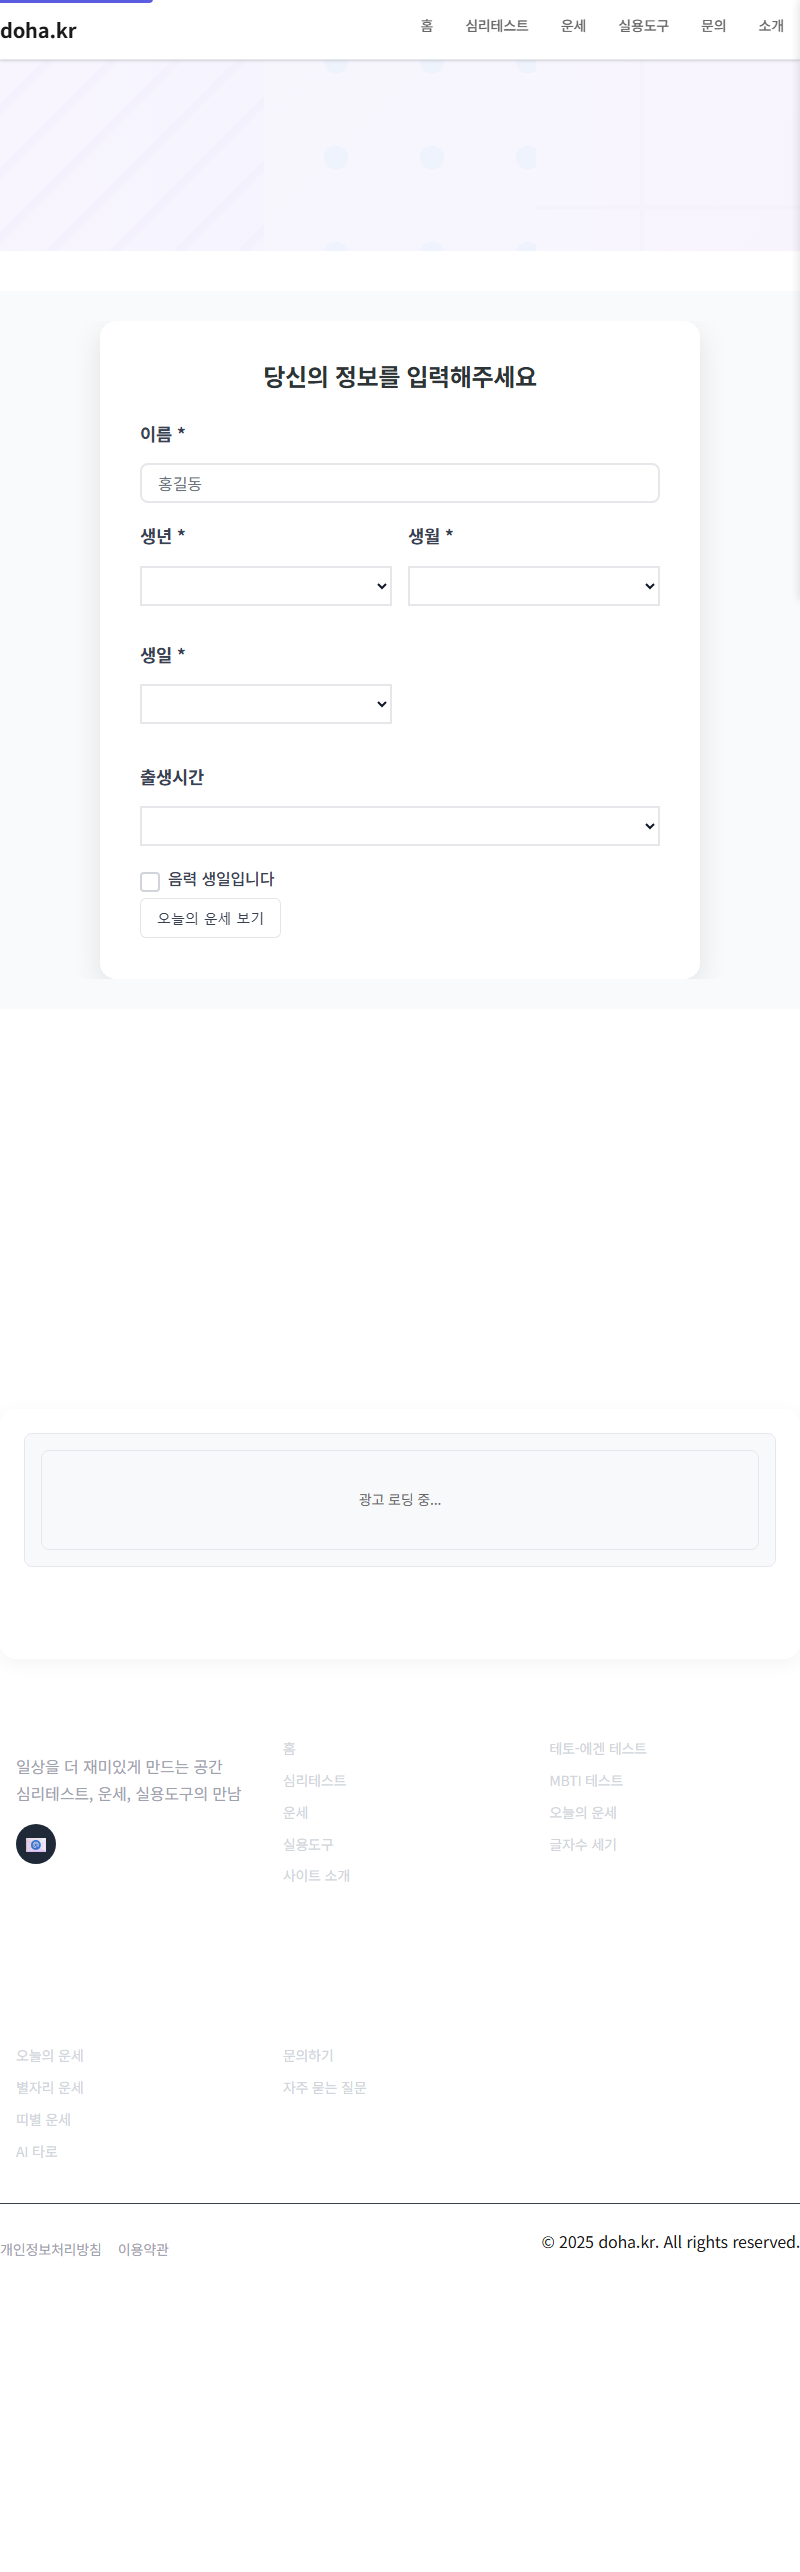 doha.kr
홈 심리테스트 운세 실용도구 문의 소개
당신의 정보를 입력해주세요
이름 *
홍길동
생년 * 생월 *
생일 *
출생시간
음력 생일입니다
오늘의 운세 보기
광고 로딩 중...
일상을 더 재미있게 만드는 공간
심리테스트, 운세, 실용도구의 만남
홈
심리테스트
운세
실용도구
사이트 소개
테토-에겐 테스트
MBTI 테스트
오늘의 운세
글자수 세기
오늘의 운세
별자리 운세
띠별 운세
AI 타로
문의하기
자주 묻는 질문
개인정보처리방침 이용약관
© 2025 doha.kr. All rights reserved.